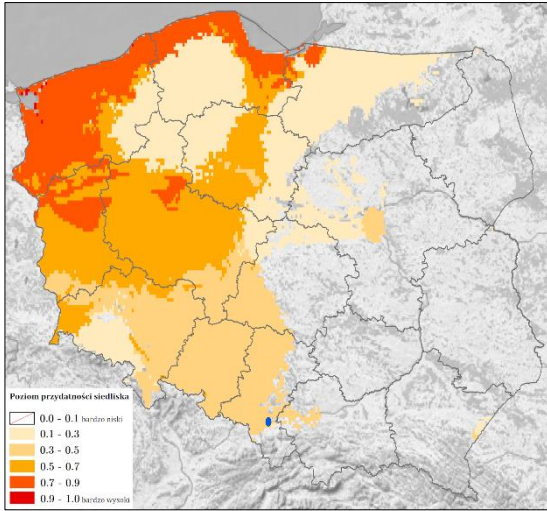 Poziom przydatności siedliska
0.0 - 0.1 bardzo niski
0.1 - 0.3
0.3 - 0.5
0.5 - 0.7
0.7 - 0.9
0.9 - 1.0 bardzo wysoki